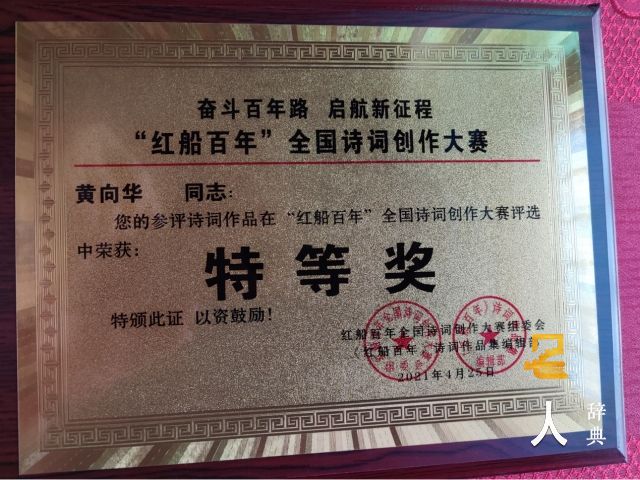 奋斗百年路 启航新征程
“红船百年”全国诗词创作大赛
黄向华 同志：
您的参评诗词作品在“红船百年”全国诗词创作大赛评选
中荣获：
特等奖
特颁此证 以资鼓励！
红船百年全国诗词创作大赛组委会
《红船百年》诗词作品集编辑部
2021年4月25日
名
人
辞典